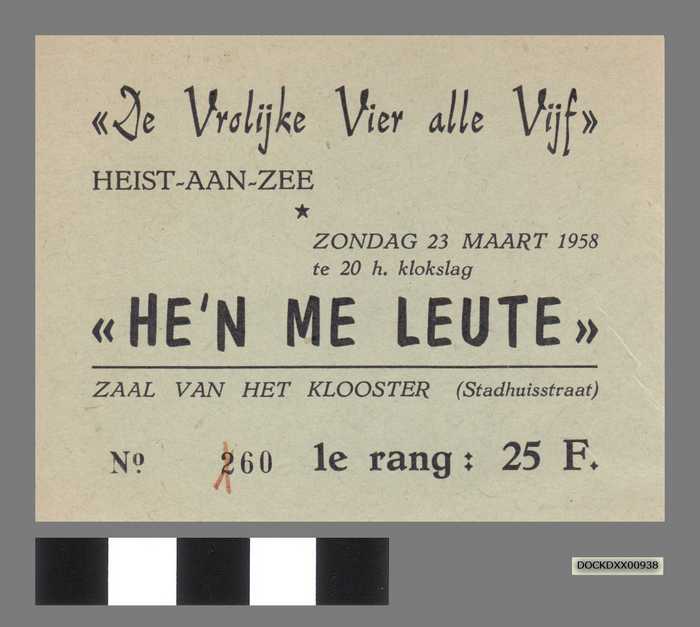 «De Vrolijke Vier alle Vijf»
HEIST-AAN-ZEE
★
ZONDAG 23 MAART 1958
te 20 h. klokslag
«HE'N ME LEUTE»
ZAAL VAN HET KLOOSTER (Stadhuisstraat)
Nº 260 1e rang: 25 F.
DOCKDXX00938